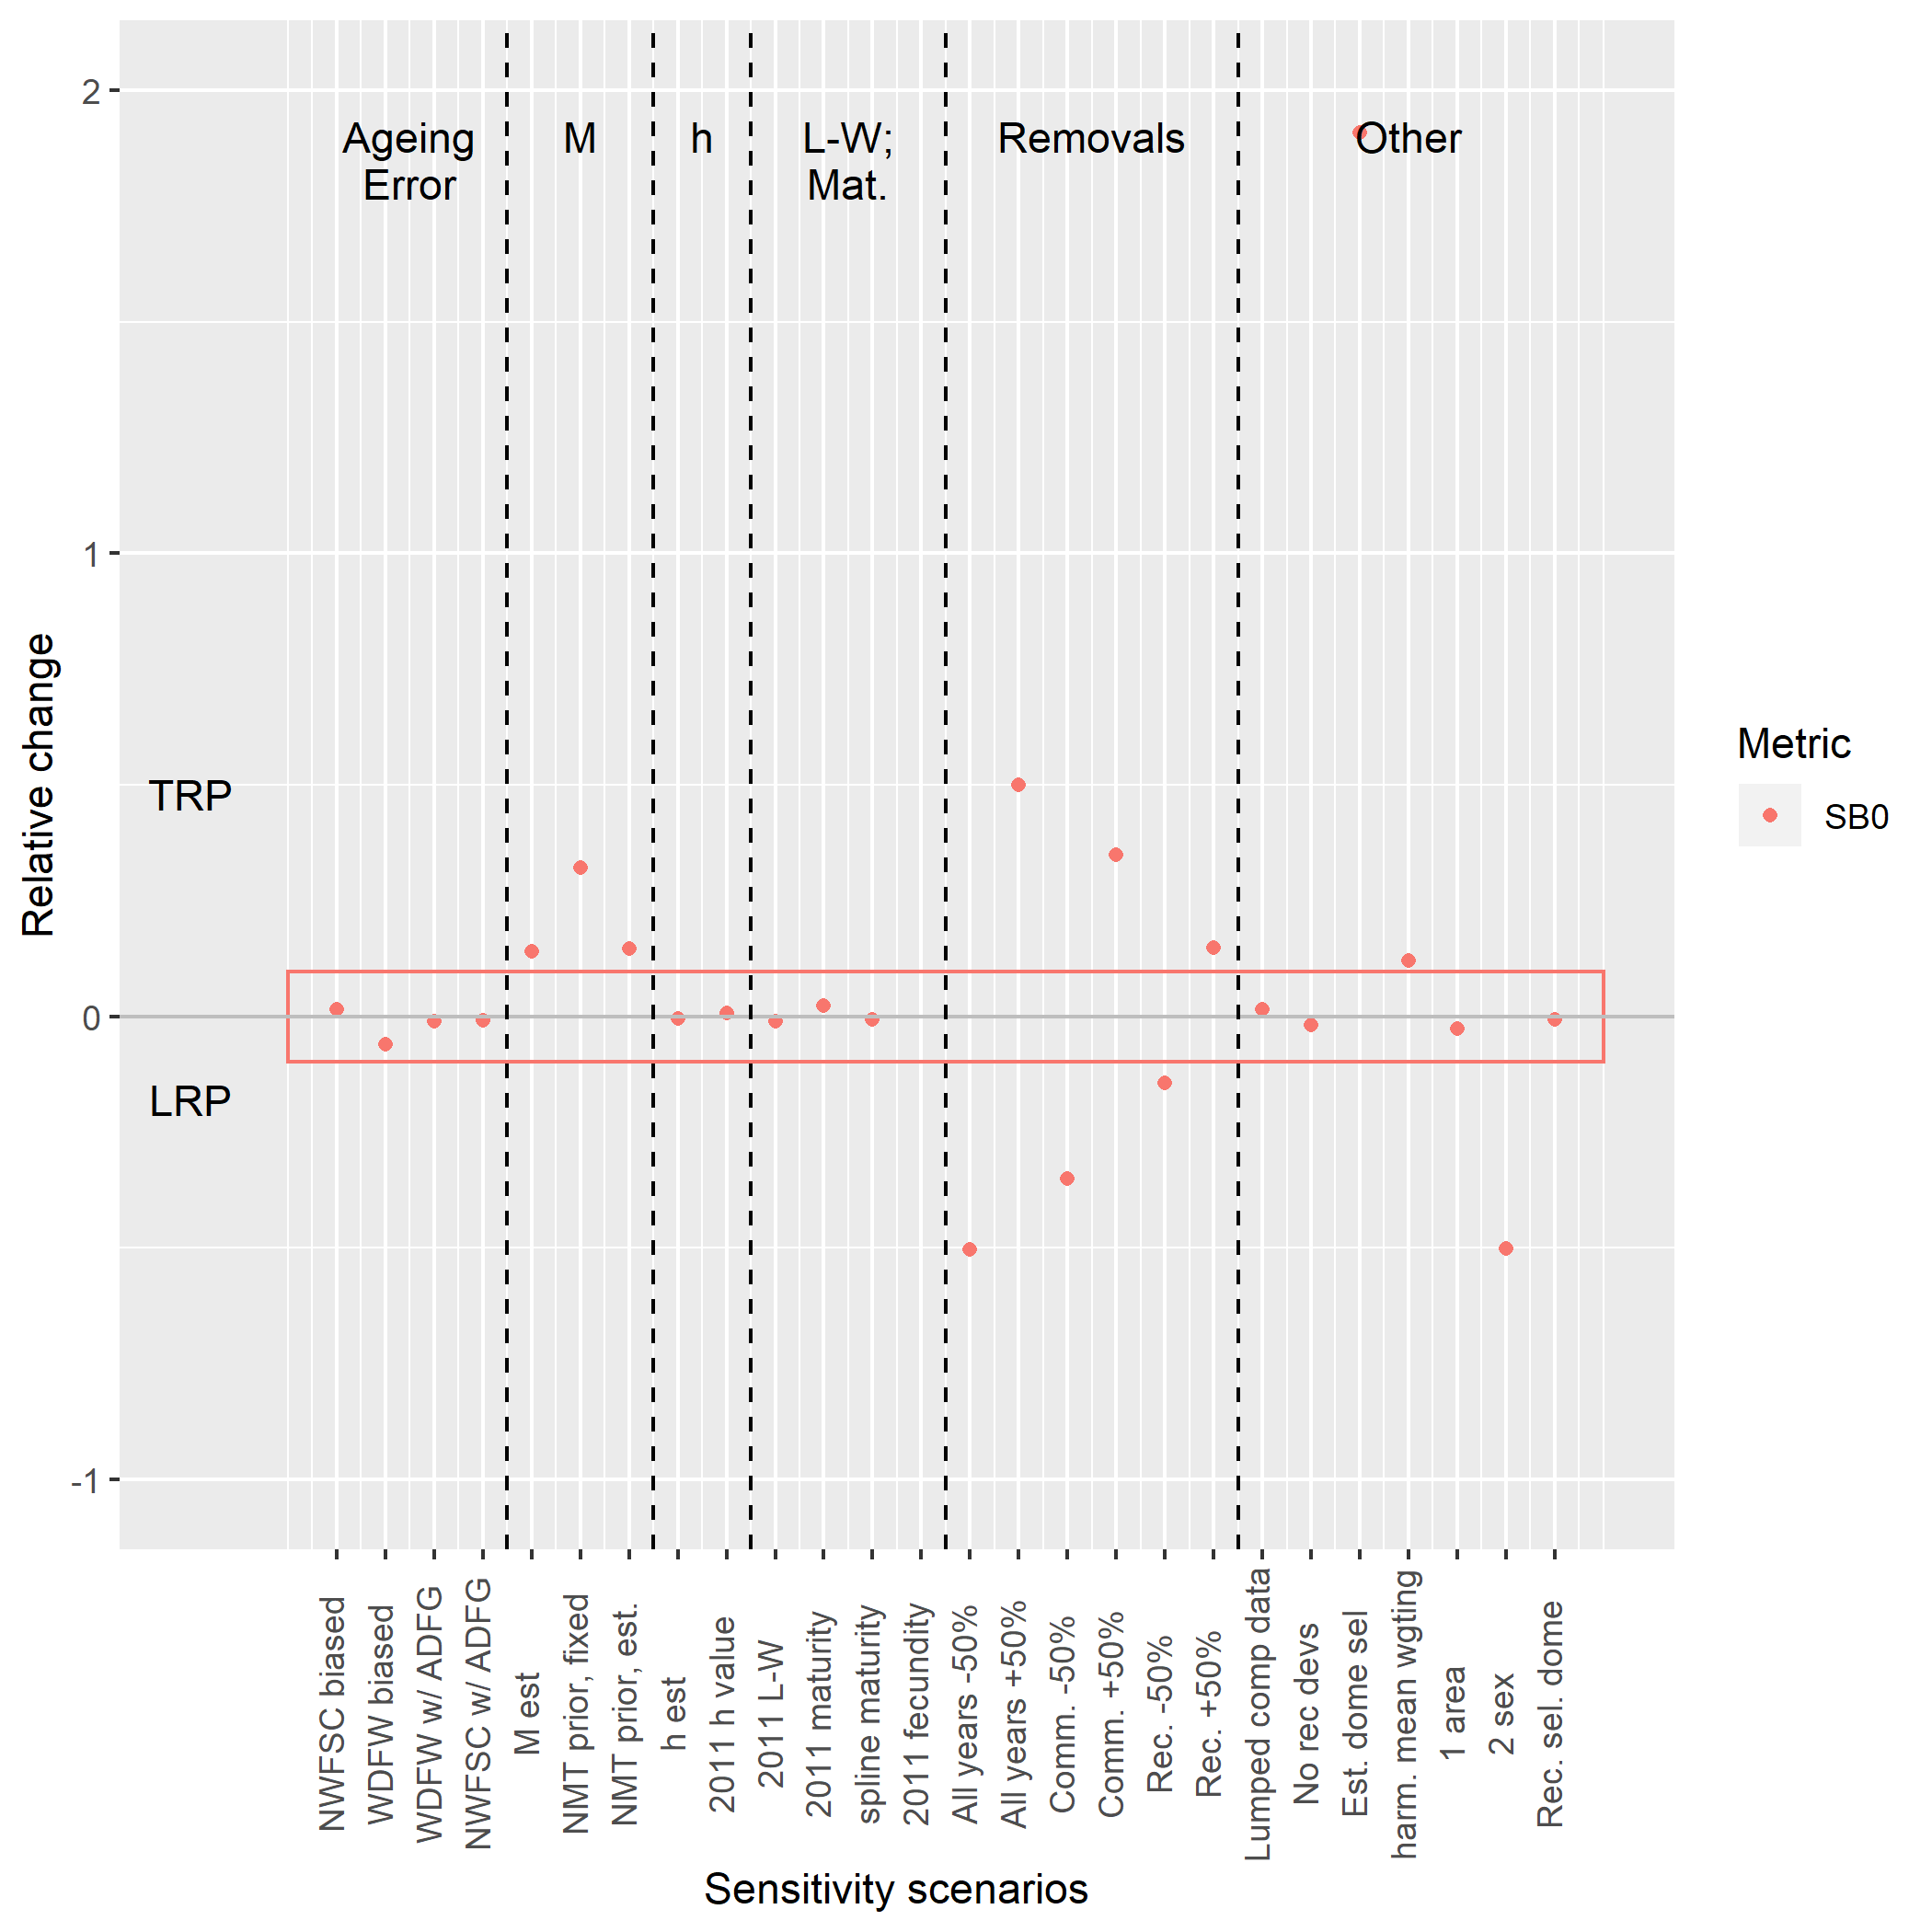 2
1
0
-1
Relative change
Ageing
Error
M
h
L-W;
Mat.
Removals
Other
TRP
LRP
NWFSC biased
WDFW biased
WDFW w/ ADFG
NWFSC w/ ADFG
M est
NMT prior, fixed
NMT prior, est.
h est
2011 h value
2011 L-W
2011 maturity
spline maturity
2011 fecundity
All years -50%
All years +50%
Comm. -50%
Comm. +50%
Rec. -50%
Rec. +50%
Lumped comp data
No rec devs
Est. dome sel
harm. mean wgting
1 area
2 sex
Rec. sel. dome
Sensitivity scenarios
Metric
SB0